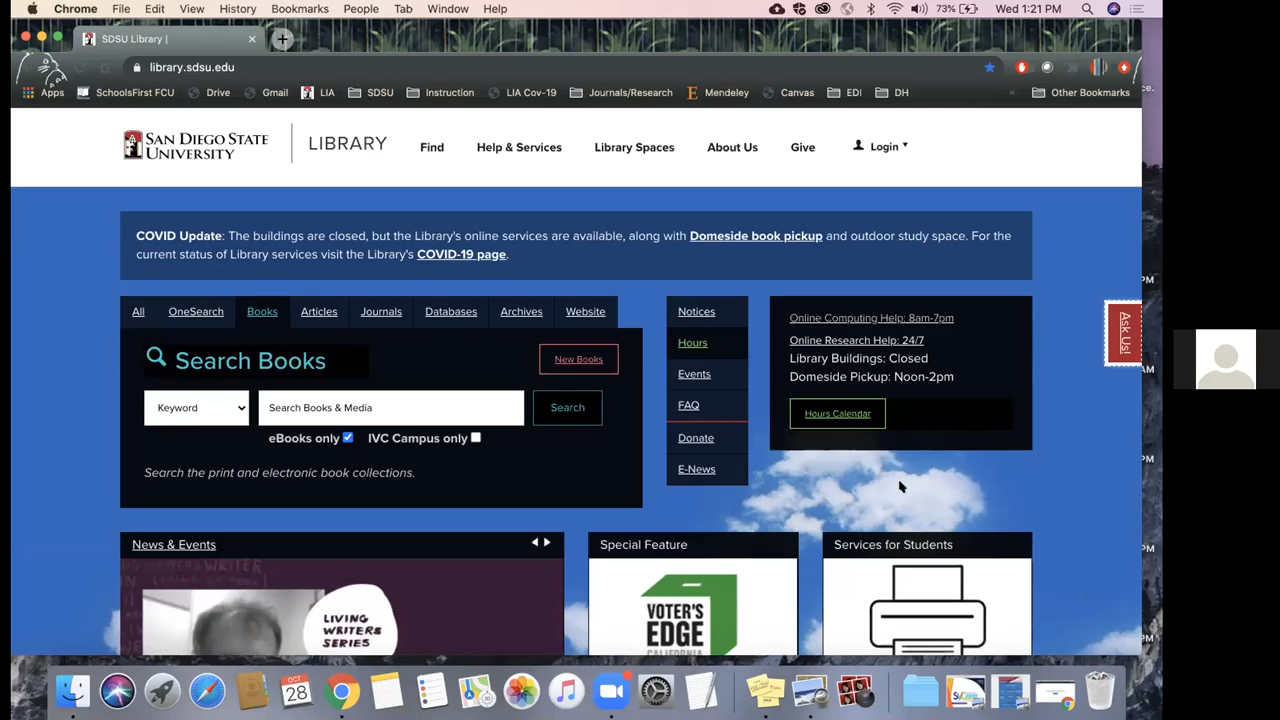 Chrome File Edit View History Bookmarks People Tab Window Help 73% Wed 1:21 PM
SDSU Library |
library.sdsu.edu
Apps SchoolsFirst FCU Drive Gmail LIA SDSU Instruction LIA Cov-19 Journals/Research Mendeley Canvas EDI DH » Other Bookmarks
SAN DIEGO STATE UNIVERSITY
LIBRARY
Find Help & Services Library Spaces About Us Give Login
COVID Update: The buildings are closed, but the Library's online services are available, along with Domeside book pickup and outdoor study space. For the
current status of Library services visit the Library's COVID-19 page.
All OneSearch Books Articles Journals Databases Archives Website
Search Books
New Books
Keyword Search Books & Media Search
eBooks only IVC Campus only
Search the print and electronic book collections.
Notices
Hours
Events
FAQ
Donate
E-News
Online Computing Help: 8am-7pm
Online Research Help: 24/7
Library Buildings: Closed
Domeside Pickup: Noon-2pm
Hours Calendar
Ask Us!
News & Events
LIVING
WRITERS
SERIES
Special Feature
VOTER'S
EDGE
CALIFORNIA
Services for Students
OCT
28